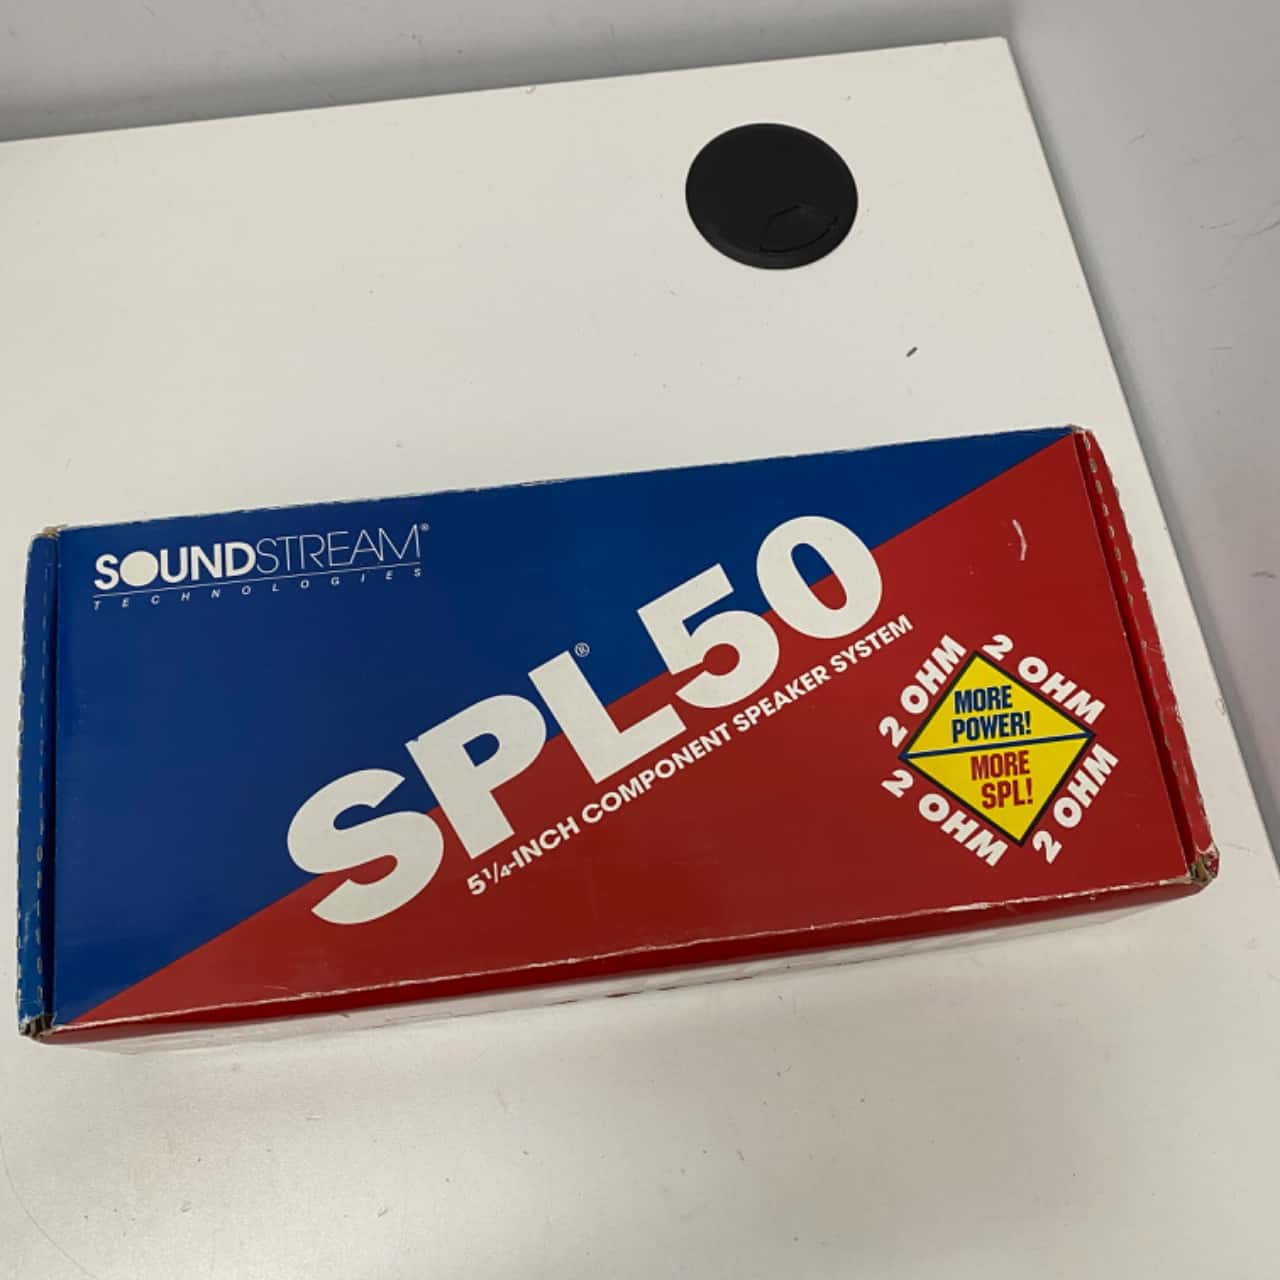 SOUNDSTREAM®
TECHNOLOGIES
SPL®50
5¼-INCH COMPONENT SPEAKER SYSTEM
2 OHM
2 OHM
MORE
POWER!
MORE
SPL!
2 OHM
2 OHM